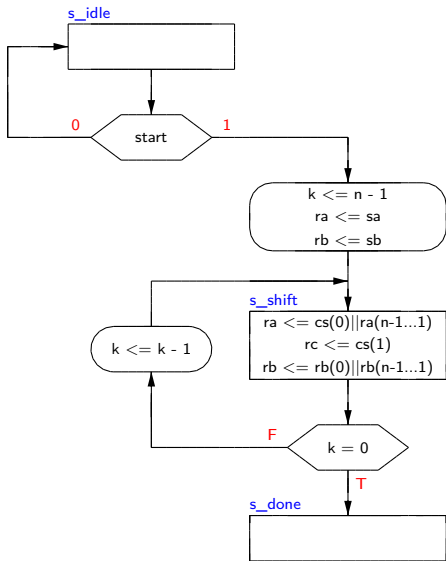 s_idle
0
start
1
k <= n - 1
ra <= sa
rb <= sb
s_shift
ra <= cs(0)||ra(n-1...1)
rc <= cs(1)
rb <= rb(0)||rb(n-1...1)
k <= k - 1
F
k = 0
T
s_done